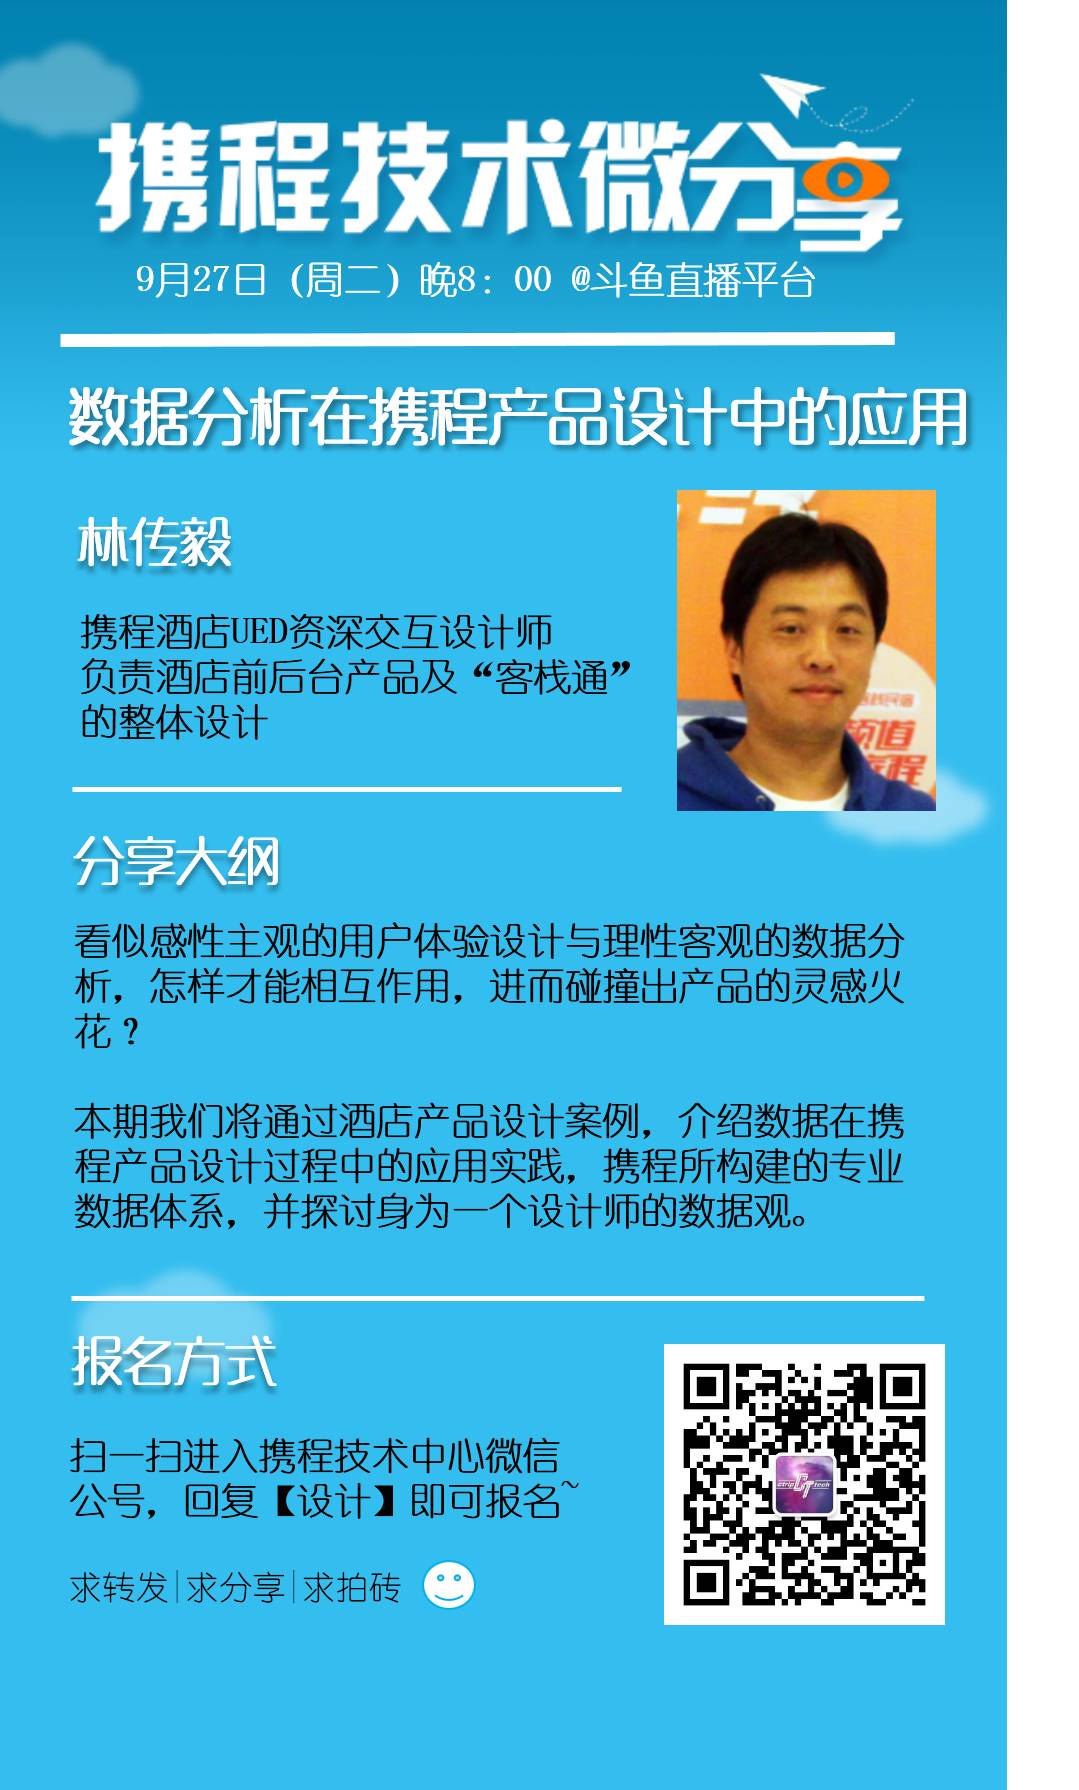 携程技术微分享
9月27日（周二）晚8：00 @斗鱼直播平台
数据分析在携程产品设计中的应用
林传毅
携程酒店UED资深交互设计师
负责酒店前后台产品及“客栈通”
的整体设计
频道
分享大纲
看似感性主观的用户体验设计与理性客观的数据分
析，怎样才能相互作用，进而碰撞出产品的灵感火
花？
本期我们将通过酒店产品设计案例，介绍数据在携
程产品设计过程中的应用实践，携程所构建的专业
数据体系，并探讨身为一个设计师的数据观。
报名方式
扫一扫进入携程技术中心微信
公号，回复【设计】即可报名~
ctrip CT tech
求转发|求分享|求拍砖